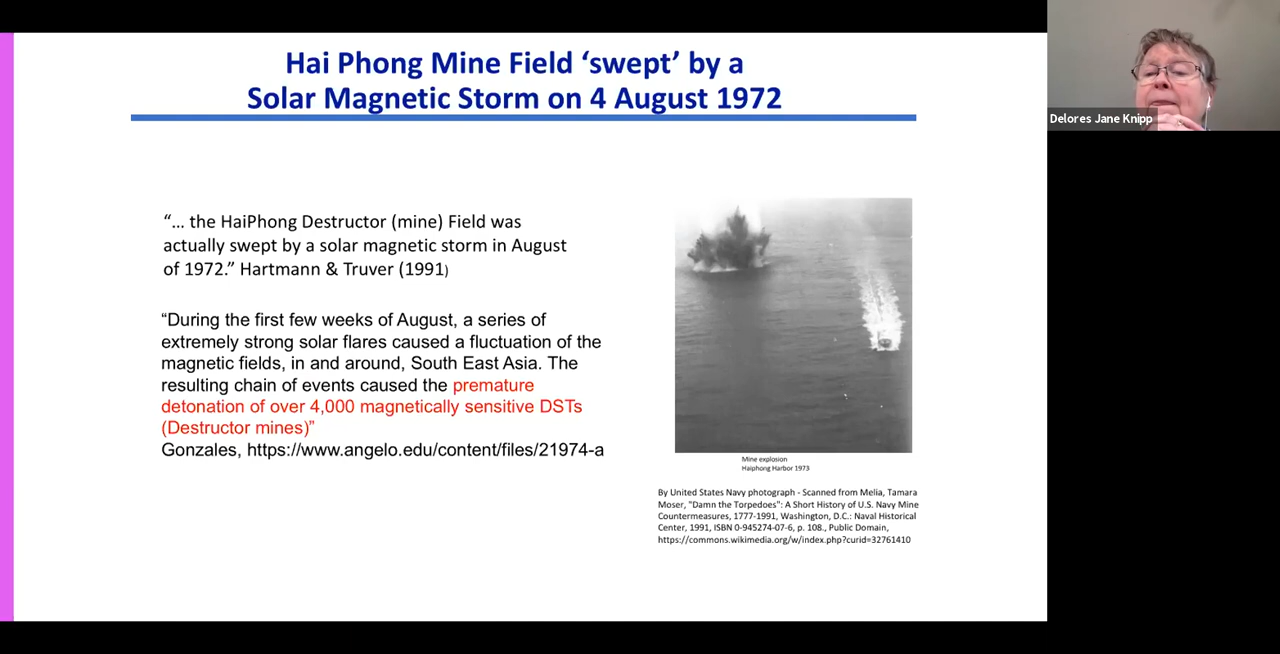 Hai Phong Mine Field ‘swept’ by a
Solar Magnetic Storm on 4 August 1972
“... the HaiPhong Destructor (mine) Field was
actually swept by a solar magnetic storm in August
of 1972.” Hartmann & Truver (1991)
“During the first few weeks of August, a series of
extremely strong solar flares caused a fluctuation of the
magnetic fields, in and around, South East Asia. The
resulting chain of events caused the premature
detonation of over 4,000 magnetically sensitive DSTs
(Destructor mines)”
Gonzales, https://www.angelo.edu/content/files/21974-a
Mine explosion
Haiphong Harbor 1973
By United States Navy photograph - Scanned from Melia, Tamara
Moser, "Damn the Torpedoes": A Short History of U.S. Navy Mine
Countermeasures, 1777-1991, Washington, D.C.: Naval Historical
Center, 1991, ISBN 0-945274-07-6, p. 108., Public Domain,
https://commons.wikimedia.org/w/index.php?curid=32761410
Delores Jane Knipp